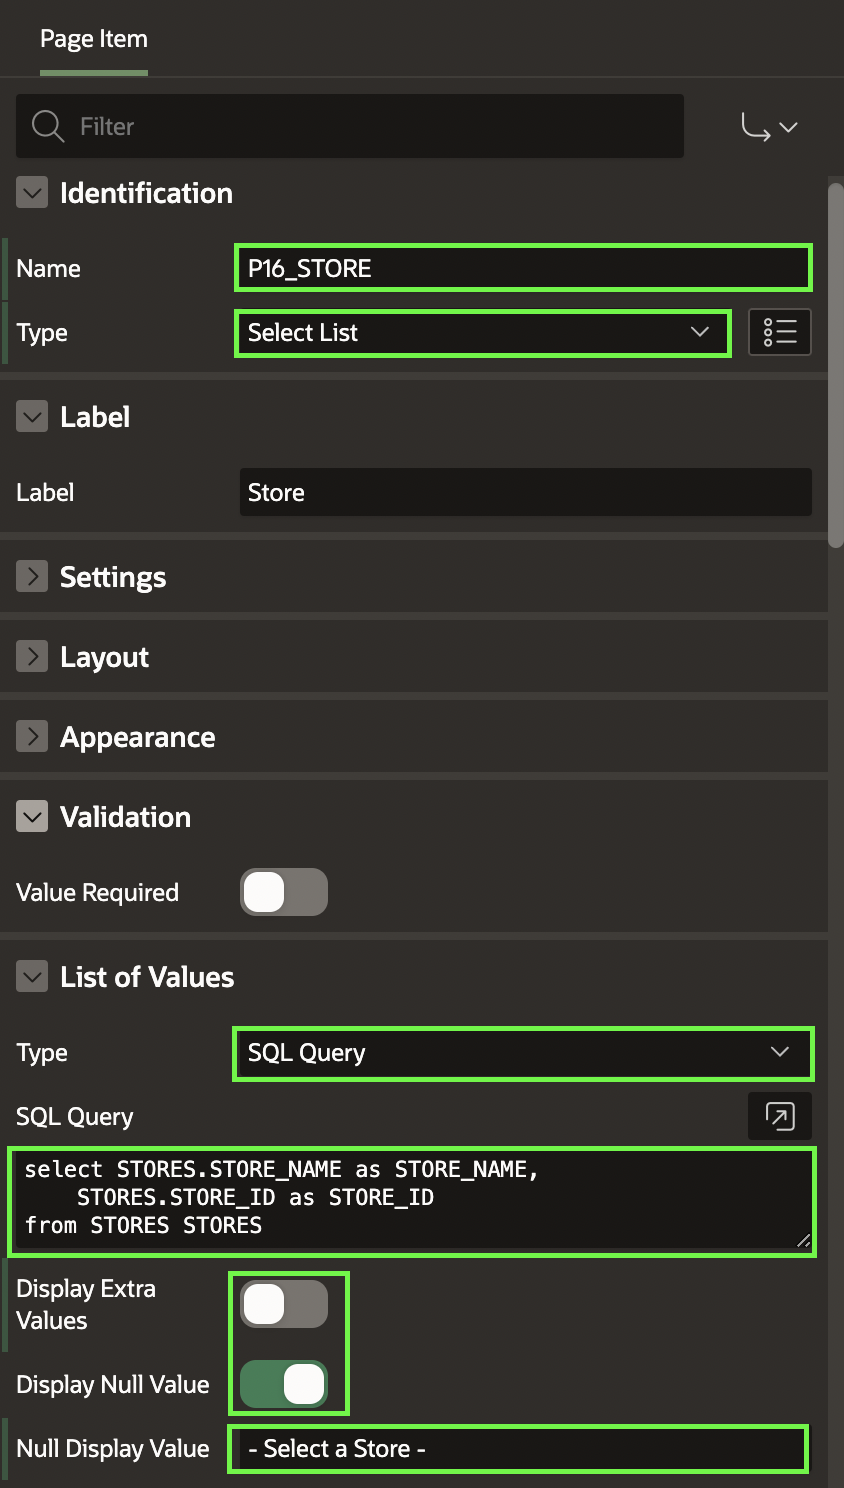 Page Item
Filter
Identification
Name P16_STORE
Type Select List
Label
Label Store
Settings
Layout
Appearance
Validation
Value Required
List of Values
Type SQL Query
SQL Query
select STORES.STORE_NAME as STORE_NAME,
STORES.STORE_ID as STORE_ID
from STORES STORES
Display Extra
Values
Display Null Value
Null Display Value - Select a Store -